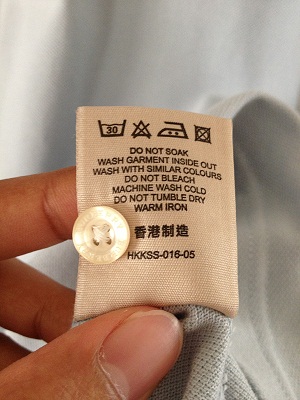 30
DO NOT SOAK
WASH GARMENT INSIDE OUT
WASH WITH SIMILAR COLOURS
DO NOT BLEACH
MACHINE WASH COLD
DO NOT TUMBLE DRY
WARM IRON
香港制造
HKKSS-016-05